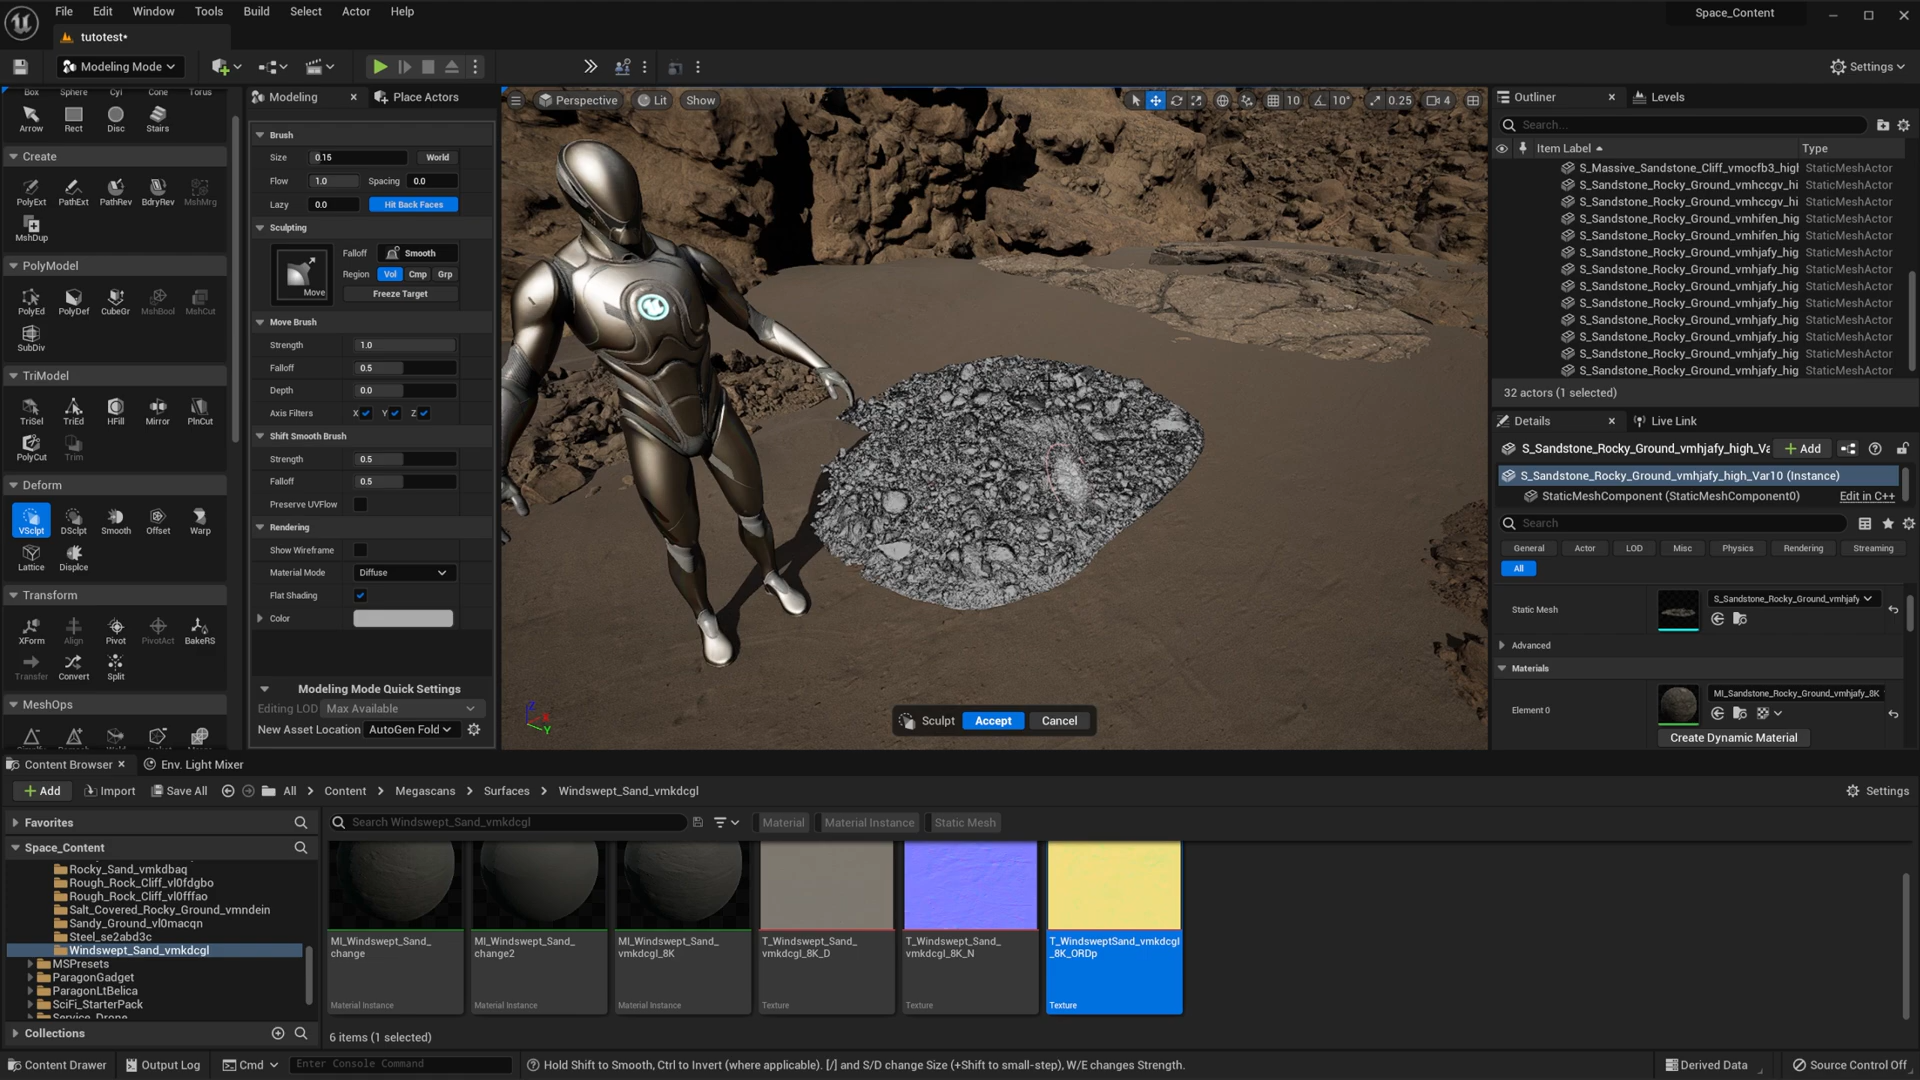 File Edit Window Tools Build Select Actor Help
Space_Content
tutotest*
Modeling Mode
Settings
Box Sphere Cyl Cone Torus
Arrow Rect Disc Stairs
Create
PolyExt PathExt PathRev BdryRev MshMrg
MshDup
PolyModel
PolyEd PolyDef CubeGr MshBool MshCut
SubDiv
TriModel
TriSel TriEd HFill Mirror PlnCut
PolyCut Trim
Deform
VSclpt DSclpt Smooth Offset Warp
Lattice Displce
Transform
XForm Align Pivot PivotAct BakeRS
Transfer Convert Split
MeshOps
Modeling Place Actors
Brush
Size 0.15 World
Flow 1.0 Spacing 0.0
Lazy 0.0 Hit Back Faces
Sculpting
Move
Falloff Smooth
Region Vol Cmp Grp
Freeze Target
Move Brush
Strength 1.0
Falloff 0.5
Depth 0.0
Axis Filters X Y Z
Shift Smooth Brush
Strength 0.5
Falloff 0.5
Preserve UVFlow
Rendering
Show Wireframe
Material Mode Diffuse
Flat Shading
Color
Modeling Mode Quick Settings
Editing LOD Max Available
New Asset Location AutoGen Fold
Perspective Lit Show
10 10° 0.25 4
Sculpt Accept Cancel
Outliner Levels
Search...
Item Label Type
S_Massive_Sandstone_Cliff_vmocfb3_higl StaticMeshActor
S_Sandstone_Rocky_Ground_vmhccgv_hi StaticMeshActor
S_Sandstone_Rocky_Ground_vmhccgv_hi StaticMeshActor
S_Sandstone_Rocky_Ground_vmhifen_hig StaticMeshActor
S_Sandstone_Rocky_Ground_vmhifen_hig StaticMeshActor
S_Sandstone_Rocky_Ground_vmhjafy_hig StaticMeshActor
S_Sandstone_Rocky_Ground_vmhjafy_hig StaticMeshActor
S_Sandstone_Rocky_Ground_vmhjafy_hig StaticMeshActor
S_Sandstone_Rocky_Ground_vmhjafy_hig StaticMeshActor
S_Sandstone_Rocky_Ground_vmhjafy_hig StaticMeshActor
S_Sandstone_Rocky_Ground_vmhjafy_hig StaticMeshActor
S_Sandstone_Rocky_Ground_vmhjafy_hig StaticMeshActor
S_Sandstone_Rocky_Ground_vmhjafy_hig StaticMeshActor
32 actors (1 selected)
Details Live Link
S_Sandstone_Rocky_Ground_vmhjafy_high_Va Add
S_Sandstone_Rocky_Ground_vmhjafy_high_Var10 (Instance)
StaticMeshComponent (StaticMeshComponent0) Edit in C++
Search
General Actor LOD Misc Physics Rendering Streaming
All
Static Mesh S_Sandstone_Rocky_Ground_vmhjafy
Advanced
Materials
Element 0 MI_Sandstone_Rocky_Ground_vmhjafy_8K
Create Dynamic Material
Content Browser Env. Light Mixer
Add Import Save All All Content Megascans Surfaces Windswept_Sand_vmkdcgl Settings
Favorites
Space_Content
Rocky_Sand_vmkdbaq
Rough_Rock_Cliff_vl0fdgbo
Rough_Rock_Cliff_vl0fffao
Salt_Covered_Rocky_Ground_vmndein
Sandy_Ground_vl0macqn
Steel_se2abd3c
Windswept_Sand_vmkdcgl
MSPresets
ParagonGadget
ParagonLtBelica
SciFi_StarterPack
Service_Drone
Collections
Search Windswept_Sand_vmkdcgl Material Material Instance Static Mesh
MI_Windswept_Sand_
change
Material Instance
MI_Windswept_Sand_
change2
Material Instance
MI_Windswept_Sand_
vmkdcgl_8K
Material Instance
T_Windswept_Sand_
vmkdcgl_8K_D
Texture
T_Windswept_Sand_
vmkdcgl_8K_N
Texture
T_WindsweptSand_vmkdcgl
_8K_ORDp
Texture
6 items (1 selected)
Content Drawer Output Log Cmd Enter Console Command Hold Shift to Smooth, Ctrl to Invert (where applicable). [/] and S/D change Size (+Shift to small-step), W/E changes Strength. Derived Data Source Control Off